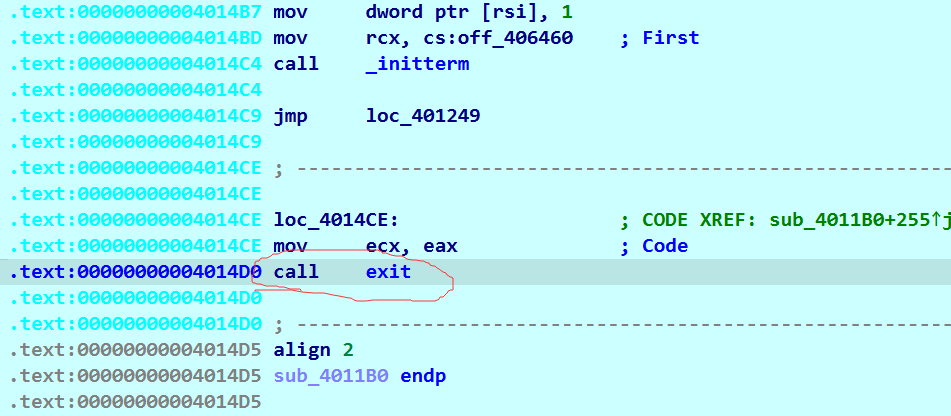 .text:00000000004014B7 mov     dword ptr [rsi], 1
.text:00000000004014BD mov     rcx, cs:off_406460    ; First
.text:00000000004014C4 call    _initterm
.text:00000000004014C4
.text:00000000004014C9 jmp     loc_401249
.text:00000000004014C9
.text:00000000004014CE ; ---------------------------------------------------------
.text:00000000004014CE
.text:00000000004014CE loc_4014CE:                   ; CODE XREF: sub_4011B0+255↑j
.text:00000000004014CE mov     ecx, eax              ; Code
.text:00000000004014D0 call    exit
.text:00000000004014D0
.text:00000000004014D0 ; ---------------------------------------------------------
.text:00000000004014D5 align 2
.text:00000000004014D5 sub_4011B0 endp
.text:00000000004014D5